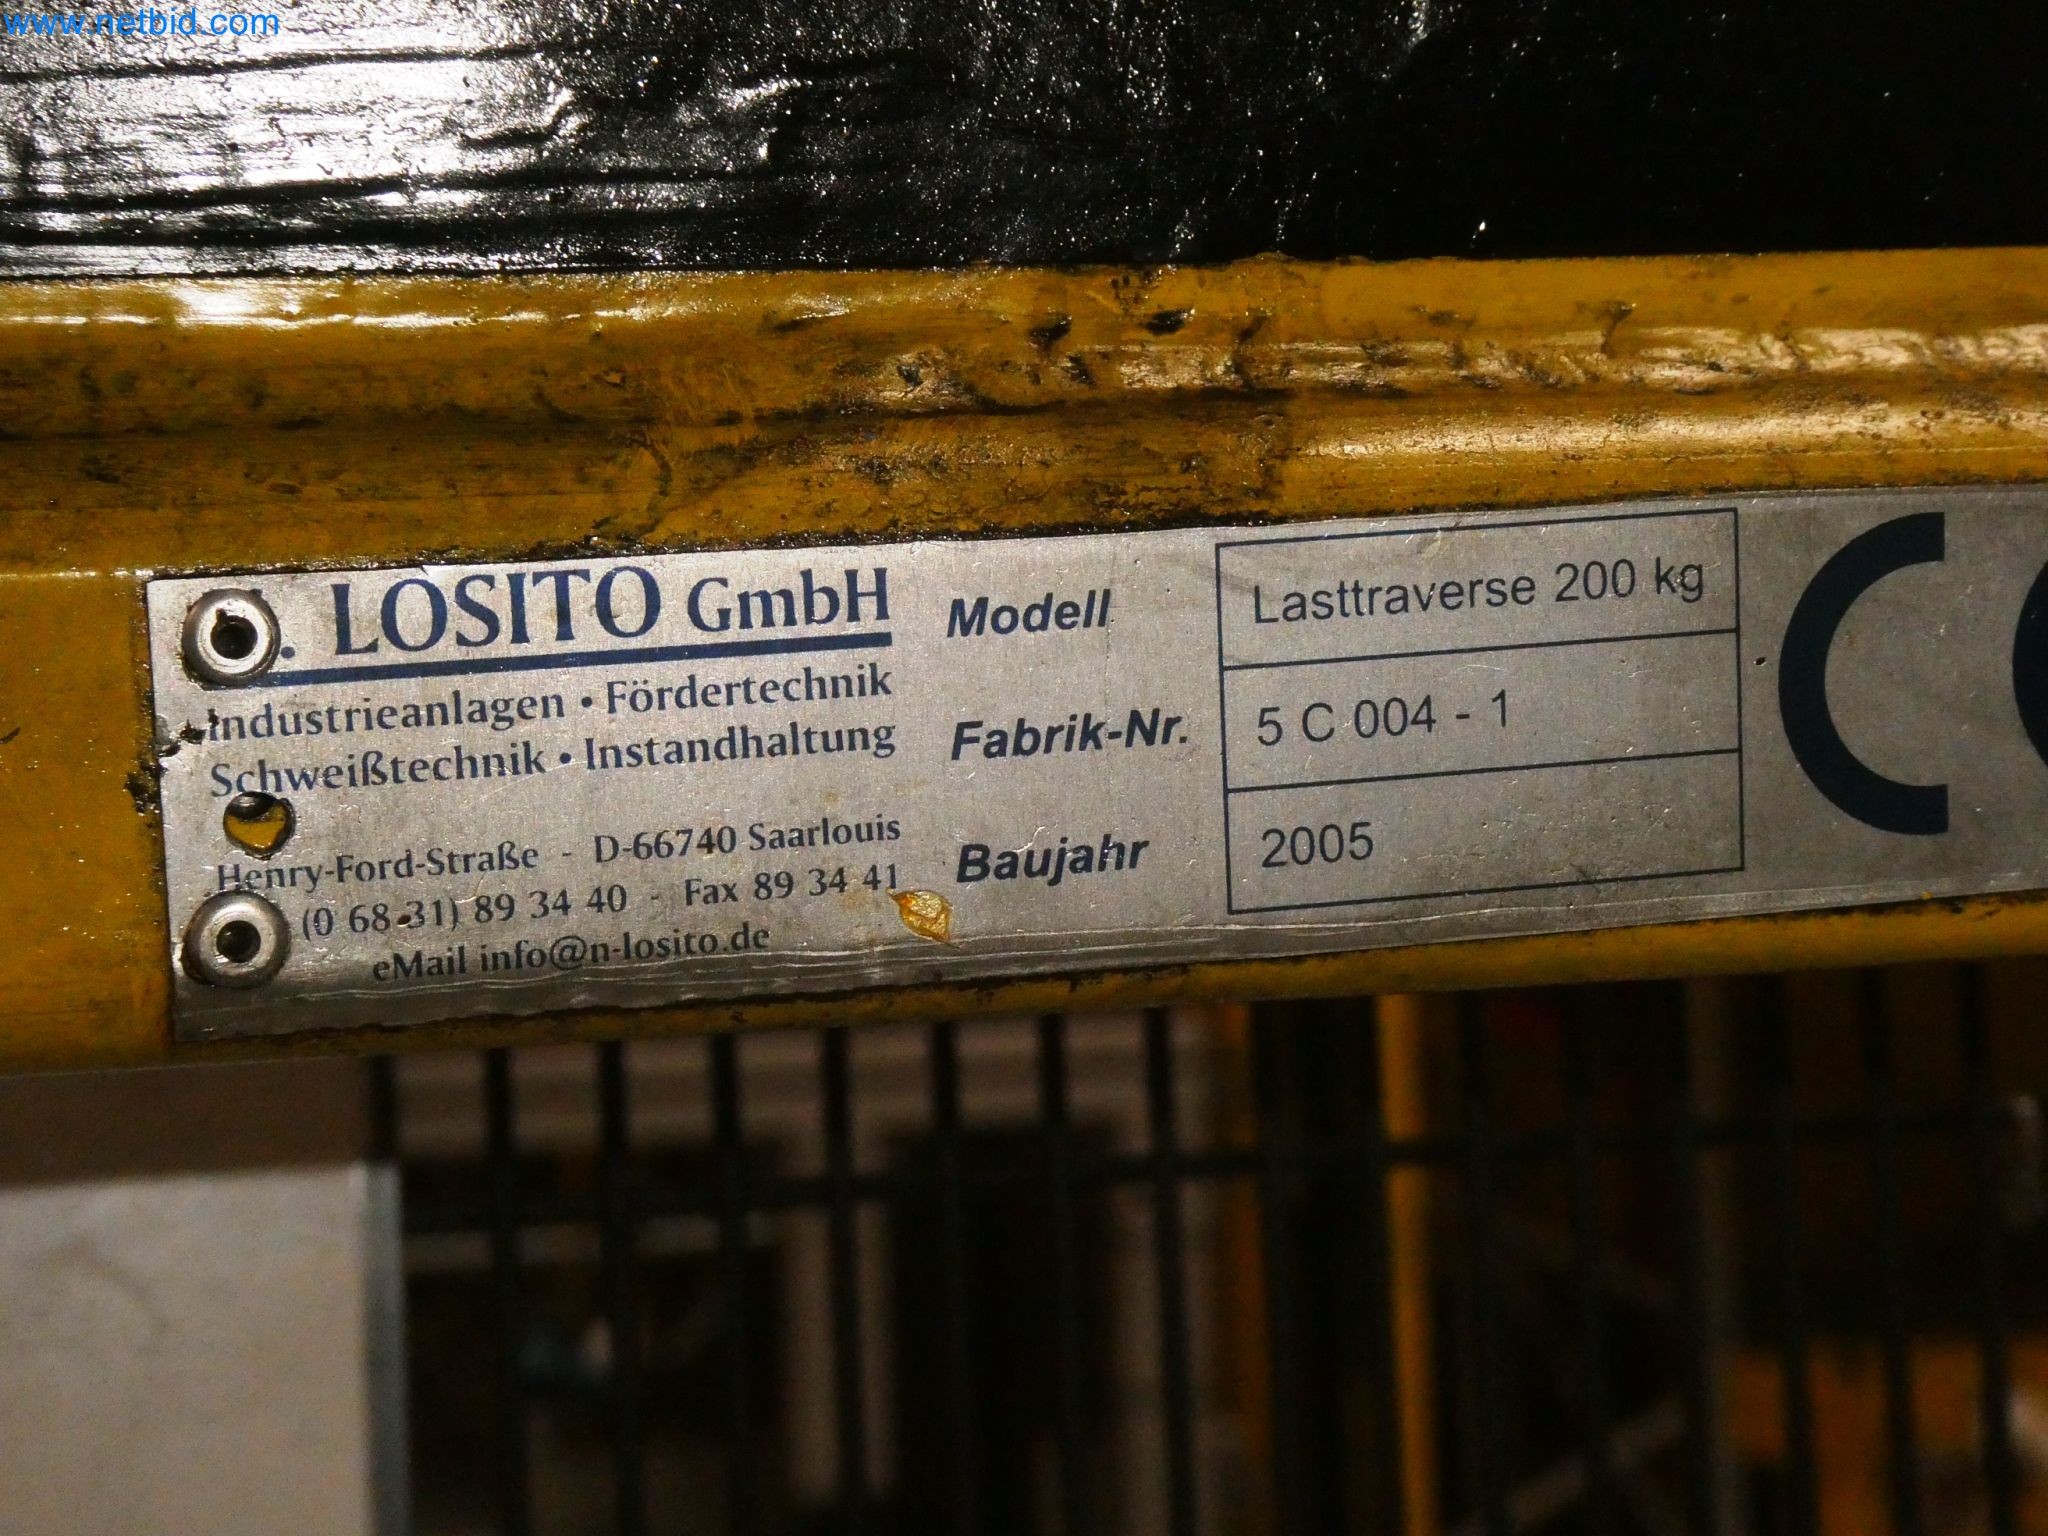 www.netbid.com
. LOSITO GmbH
Industrieanlagen • Fördertechnik
Schweißtechnik • Instandhaltung
Henry-Ford-Straße - D-66740 Saarlouis
(0 68 31) 89 34 40 - Fax 89 34 41
eMail info@n-losito.de
Modell Lasttraverse 200 kg
Fabrik-Nr. 5 C 004 - 1
Baujahr 2005
C